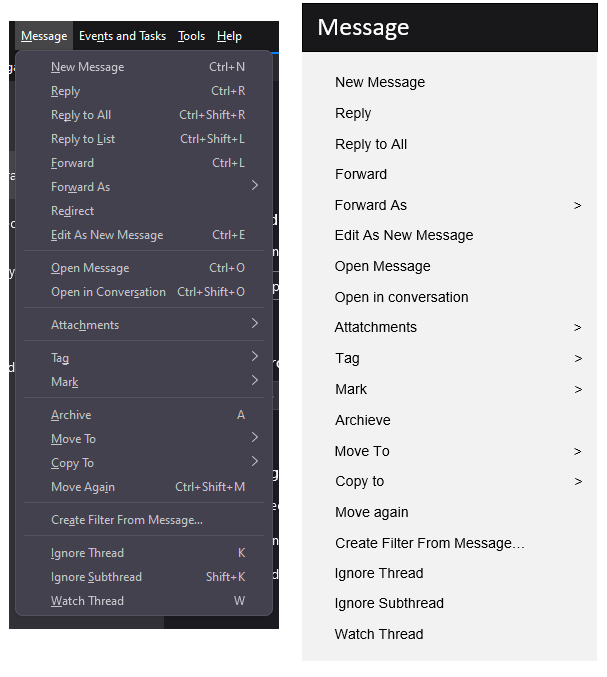 Message Events and Tasks Tools Help
New Message Ctrl+N
Reply Ctrl+R
Reply to All Ctrl+Shift+R
Reply to List Ctrl+Shift+L
Forward Ctrl+L
Forward As >
Redirect
Edit As New Message Ctrl+E
Open Message Ctrl+O
Open in Conversation Ctrl+Shift+O
Attachments >
Tag >
Mark >
Archive A
Move To >
Copy To >
Move Again Ctrl+Shift+M
Create Filter From Message...
Ignore Thread K
Ignore Subthread Shift+K
Watch Thread W
Message
New Message
Reply
Reply to All
Forward
Forward As >
Edit As New Message
Open Message
Open in conversation
Attatchments >
Tag >
Mark >
Archieve
Move To >
Copy to >
Move again
Create Filter From Message…
Ignore Thread
Ignore Subthread
Watch Thread